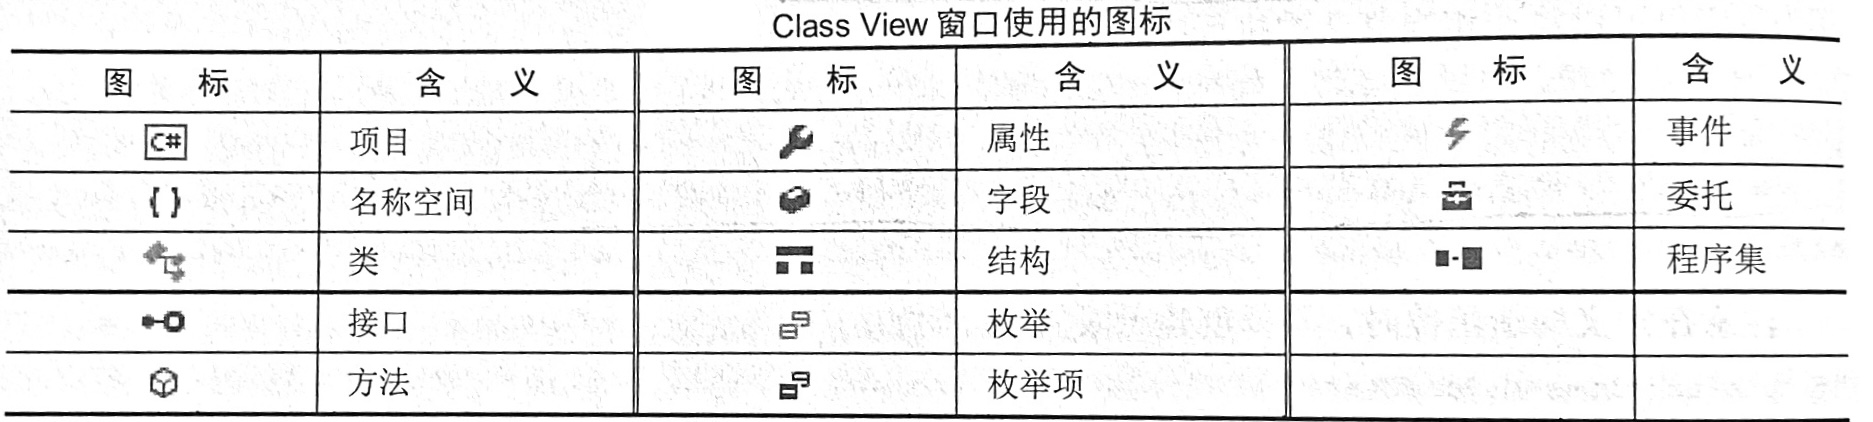 Class View 窗口使用的图标
图 标 含 义 图 标 含 义 图 标 含 义
C# 项目 属性 事件
{ } 名称空间 字段 委托
类 结构 程序集
接口 枚举
方法 枚举项